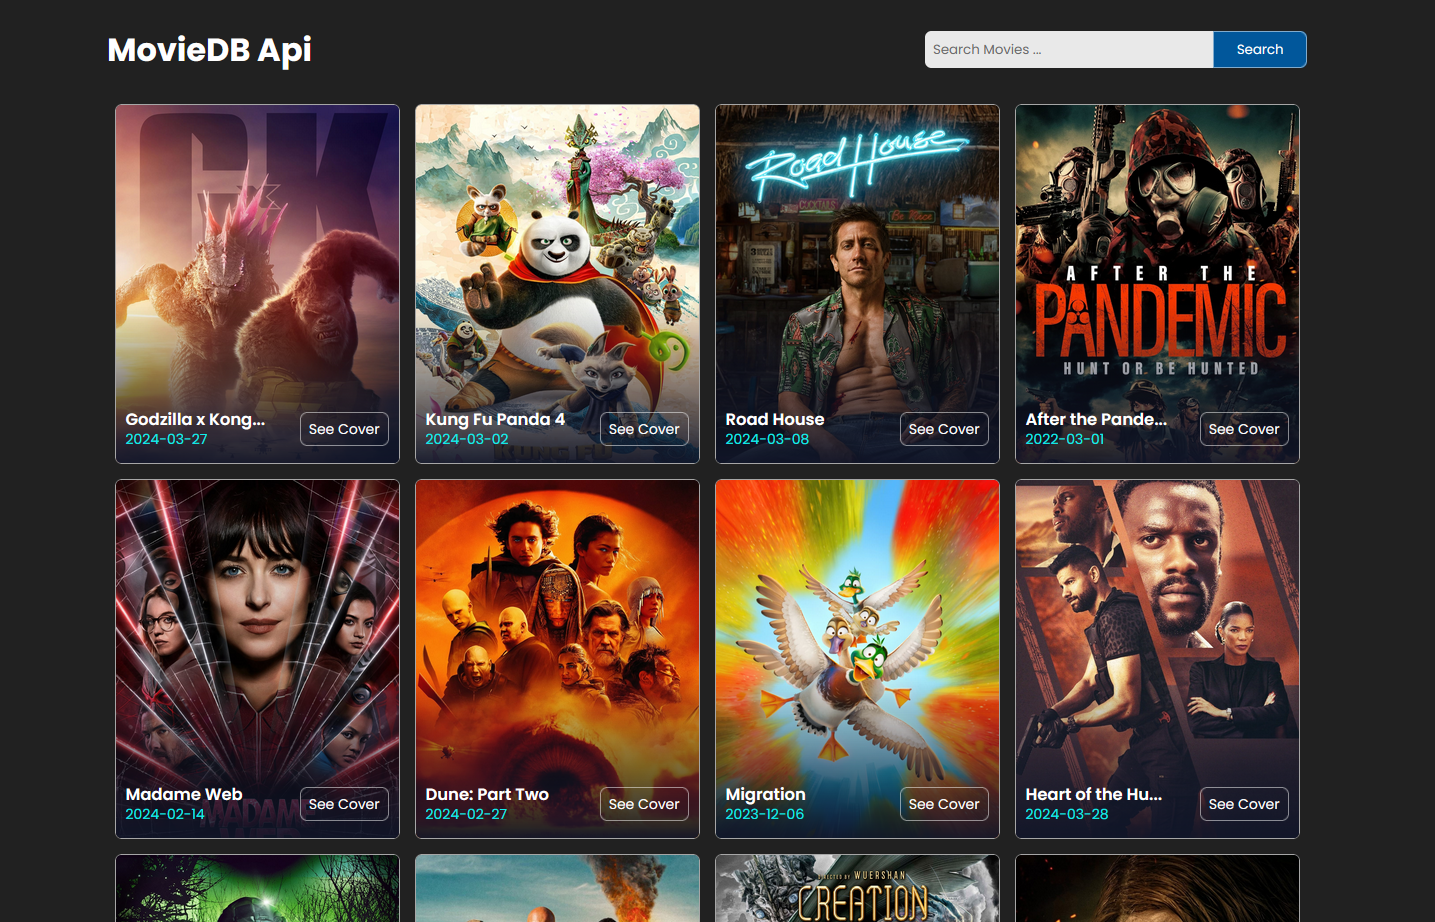 MovieDB Api
Search Movies ...
Search
GK
Godzilla x Kong...
2024-03-27
See Cover
Kung Fu Panda 4
2024-03-02
See Cover
Road House
COCKTAILS
Road House
2024-03-08
See Cover
AFTER THE
PANDEMIC
HUNT OR BE HUNTED
After the Pande...
2022-03-01
See Cover
MADAME
Madame Web
2024-02-14
See Cover
Dune: Part Two
2024-02-27
See Cover
Migration
2023-12-06
See Cover
Heart of the Hu...
2024-03-28
See Cover
DIRECTED BY WUERSHAN
CREATION